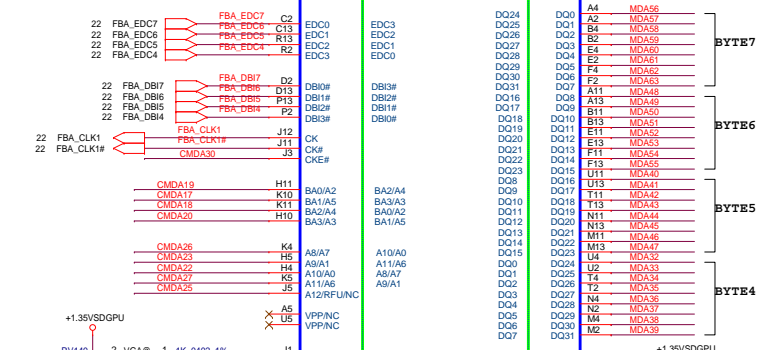 22 FBA_EDC7 FBA_EDC7 C2 EDC0 EDC3
22 FBA_EDC6 FBA_EDC6 C13 EDC1 EDC2
22 FBA_EDC5 FBA_EDC5 R13 EDC2 EDC1
22 FBA_EDC4 FBA_EDC4 R2 EDC3 EDC0
22 FBA_DBI7 FBA_DBI7 D2 DBI0# DBI3#
22 FBA_DBI6 FBA_DBI6 D13 DBI1# DBI2#
22 FBA_DBI5 FBA_DBI5 P13 DBI2# DBI1#
22 FBA_DBI4 FBA_DBI4 P2 DBI3# DBI0#
22 FBA_CLK1 FBA_CLK1 J12 CK
22 FBA_CLK1# FBA_CLK1# J11 CK#
CMDA30 J3 CKE#
CMDA19 H11 BA0/A2 BA2/A4
CMDA17 K10 BA1/A5 BA3/A3
CMDA18 K11 BA2/A4 BA0/A2
CMDA20 H10 BA3/A3 BA1/A5
CMDA26 K4 A8/A7 A10/A0
CMDA23 H5 A9/A1 A11/A6
CMDA22 H4 A10/A0 A8/A7
CMDA27 K5 A11/A6 A9/A1
CMDA25 J5 A12/RFU/NC
A5 VPP/NC
U5 VPP/NC
+1.35VSDGPU
DQ24 DQ0 A4 MDA56
DQ25 DQ1 A2 MDA57
DQ26 DQ2 B4 MDA58
DQ27 DQ3 B2 MDA59
DQ28 DQ4 E4 MDA60
DQ29 DQ5 E2 MDA61
DQ30 DQ6 F4 MDA62
DQ31 DQ7 F2 MDA63
BYTE7
DQ16 DQ8 A11 MDA48
DQ17 DQ9 A13 MDA49
DQ18 DQ10 B11 MDA50
DQ19 DQ11 B13 MDA51
DQ20 DQ12 E11 MDA52
DQ21 DQ13 E13 MDA53
DQ22 DQ14 F11 MDA54
DQ23 DQ15 F13 MDA55
BYTE6
DQ8 DQ16 U11 MDA40
DQ9 DQ17 U13 MDA41
DQ10 DQ18 T11 MDA42
DQ11 DQ19 T13 MDA43
DQ12 DQ20 N11 MDA44
DQ13 DQ21 N13 MDA45
DQ14 DQ22 M11 MDA46
DQ15 DQ23 M13 MDA47
BYTE5
DQ0 DQ24 U4 MDA32
DQ1 DQ25 U2 MDA33
DQ2 DQ26 T4 MDA34
DQ3 DQ27 T2 MDA35
DQ4 DQ28 N4 MDA36
DQ5 DQ29 N2 MDA37
DQ6 DQ30 M4 MDA38
DQ7 DQ31 M2 MDA39
BYTE4
+1.35VSDGPU